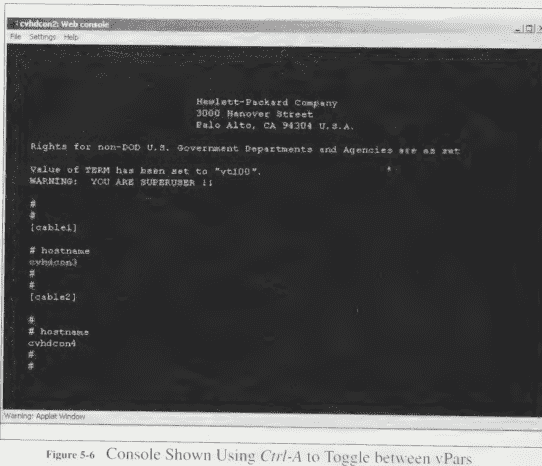 cvhdcon2: Web console
File Settings Help
Hewlett-Packard Company
3000 Hanover Street
Palo Alto, CA 94304 U.S.A.
Rights for non-DOD U.S. Government Departments and Agencies are as set
Value of TERM has been set to "vt100".
WARNING: YOU ARE SUPERUSER !!
#
#
[cable1]
# hostname
cvhdcon3
#
#
[cable2]
#
# hostname
cvhdcon4
#
#
Warning: Applet Window
Figure 5-6 Console Shown Using Ctrl-A to Toggle between vPars